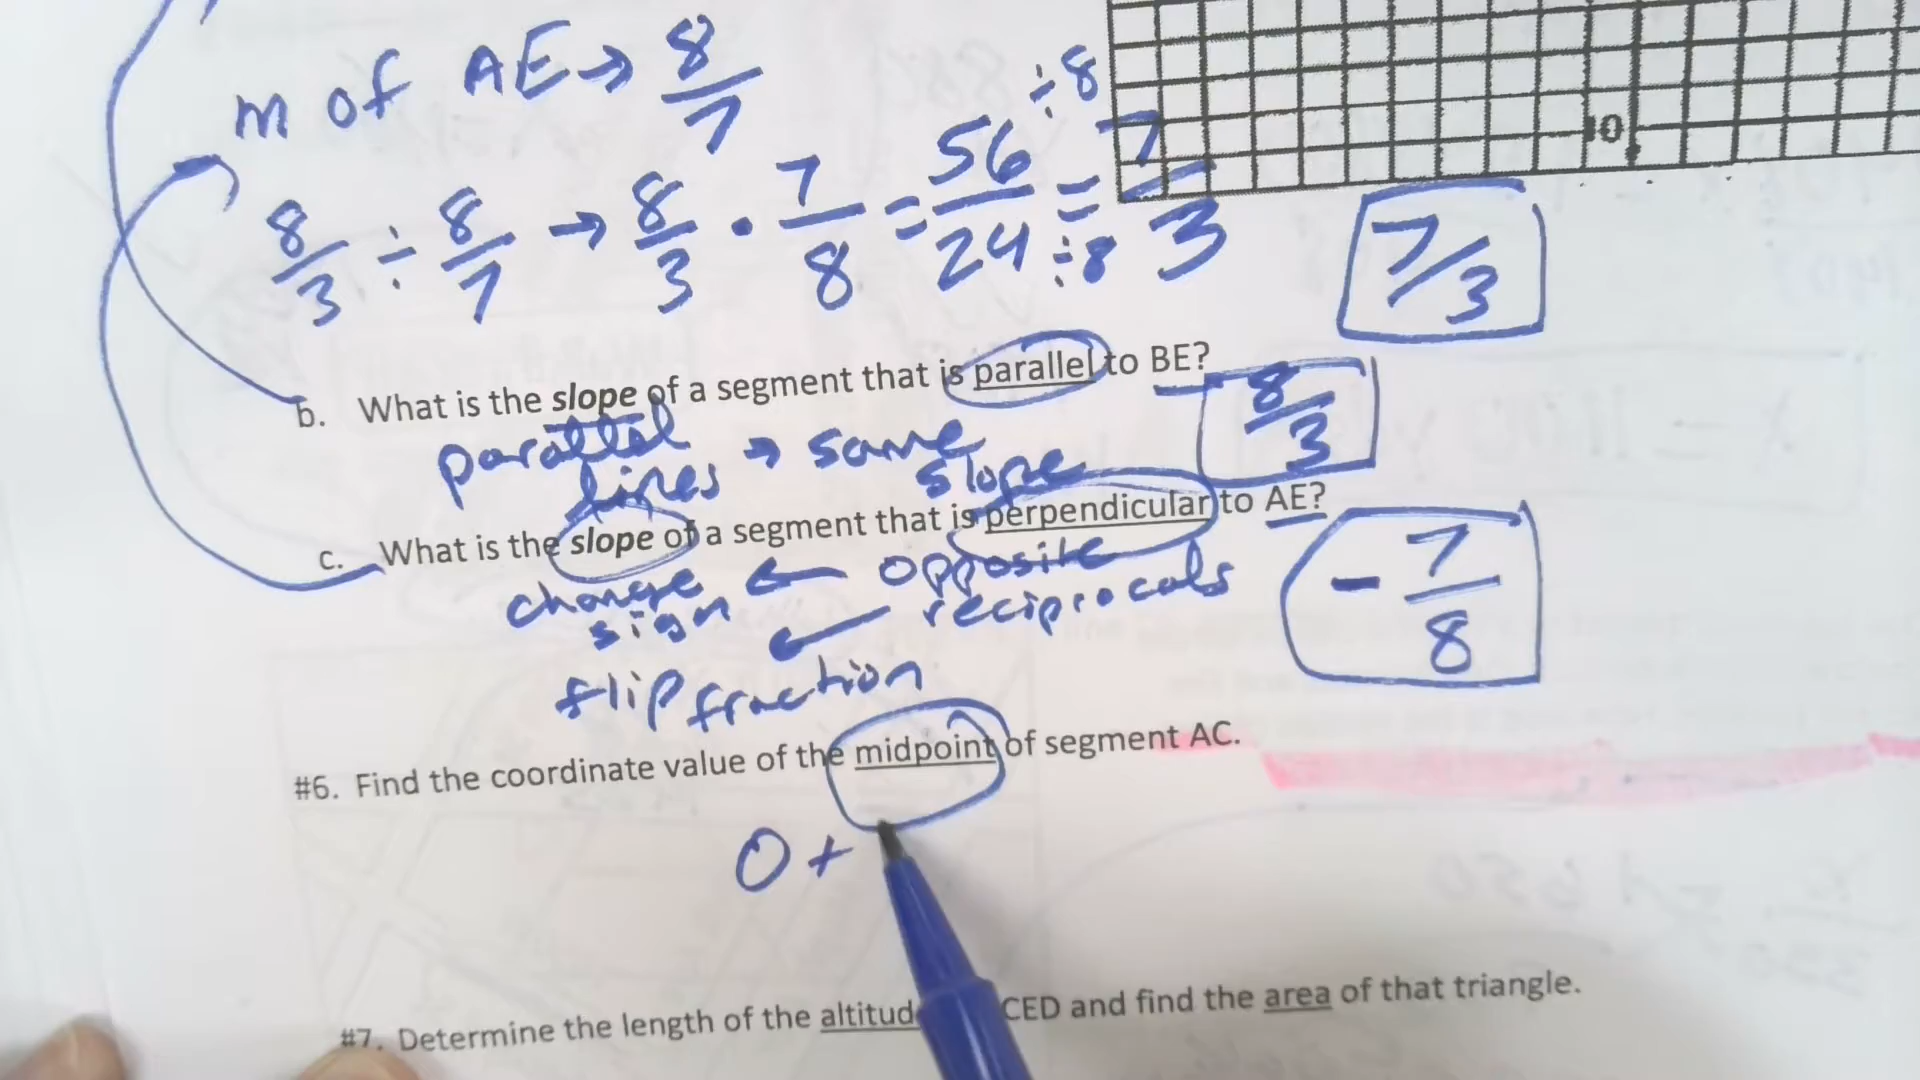 m of AE → 8/7
÷8
8/3 ÷ 8/7 → 8/3 · 7/8 = 56/24 = 7/3
÷8
10
7/3
b. What is the slope of a segment that is parallel to BE?
8/3
parallel lines → same slope
c. What is the slope of a segment that is perpendicular to AE?
- 7/8
change sign ← opposite reciprocals
flip fraction
#6. Find the coordinate value of the midpoint of segment AC.
0 +
#7. Determine the length of the altitud CED and find the area of that triangle.